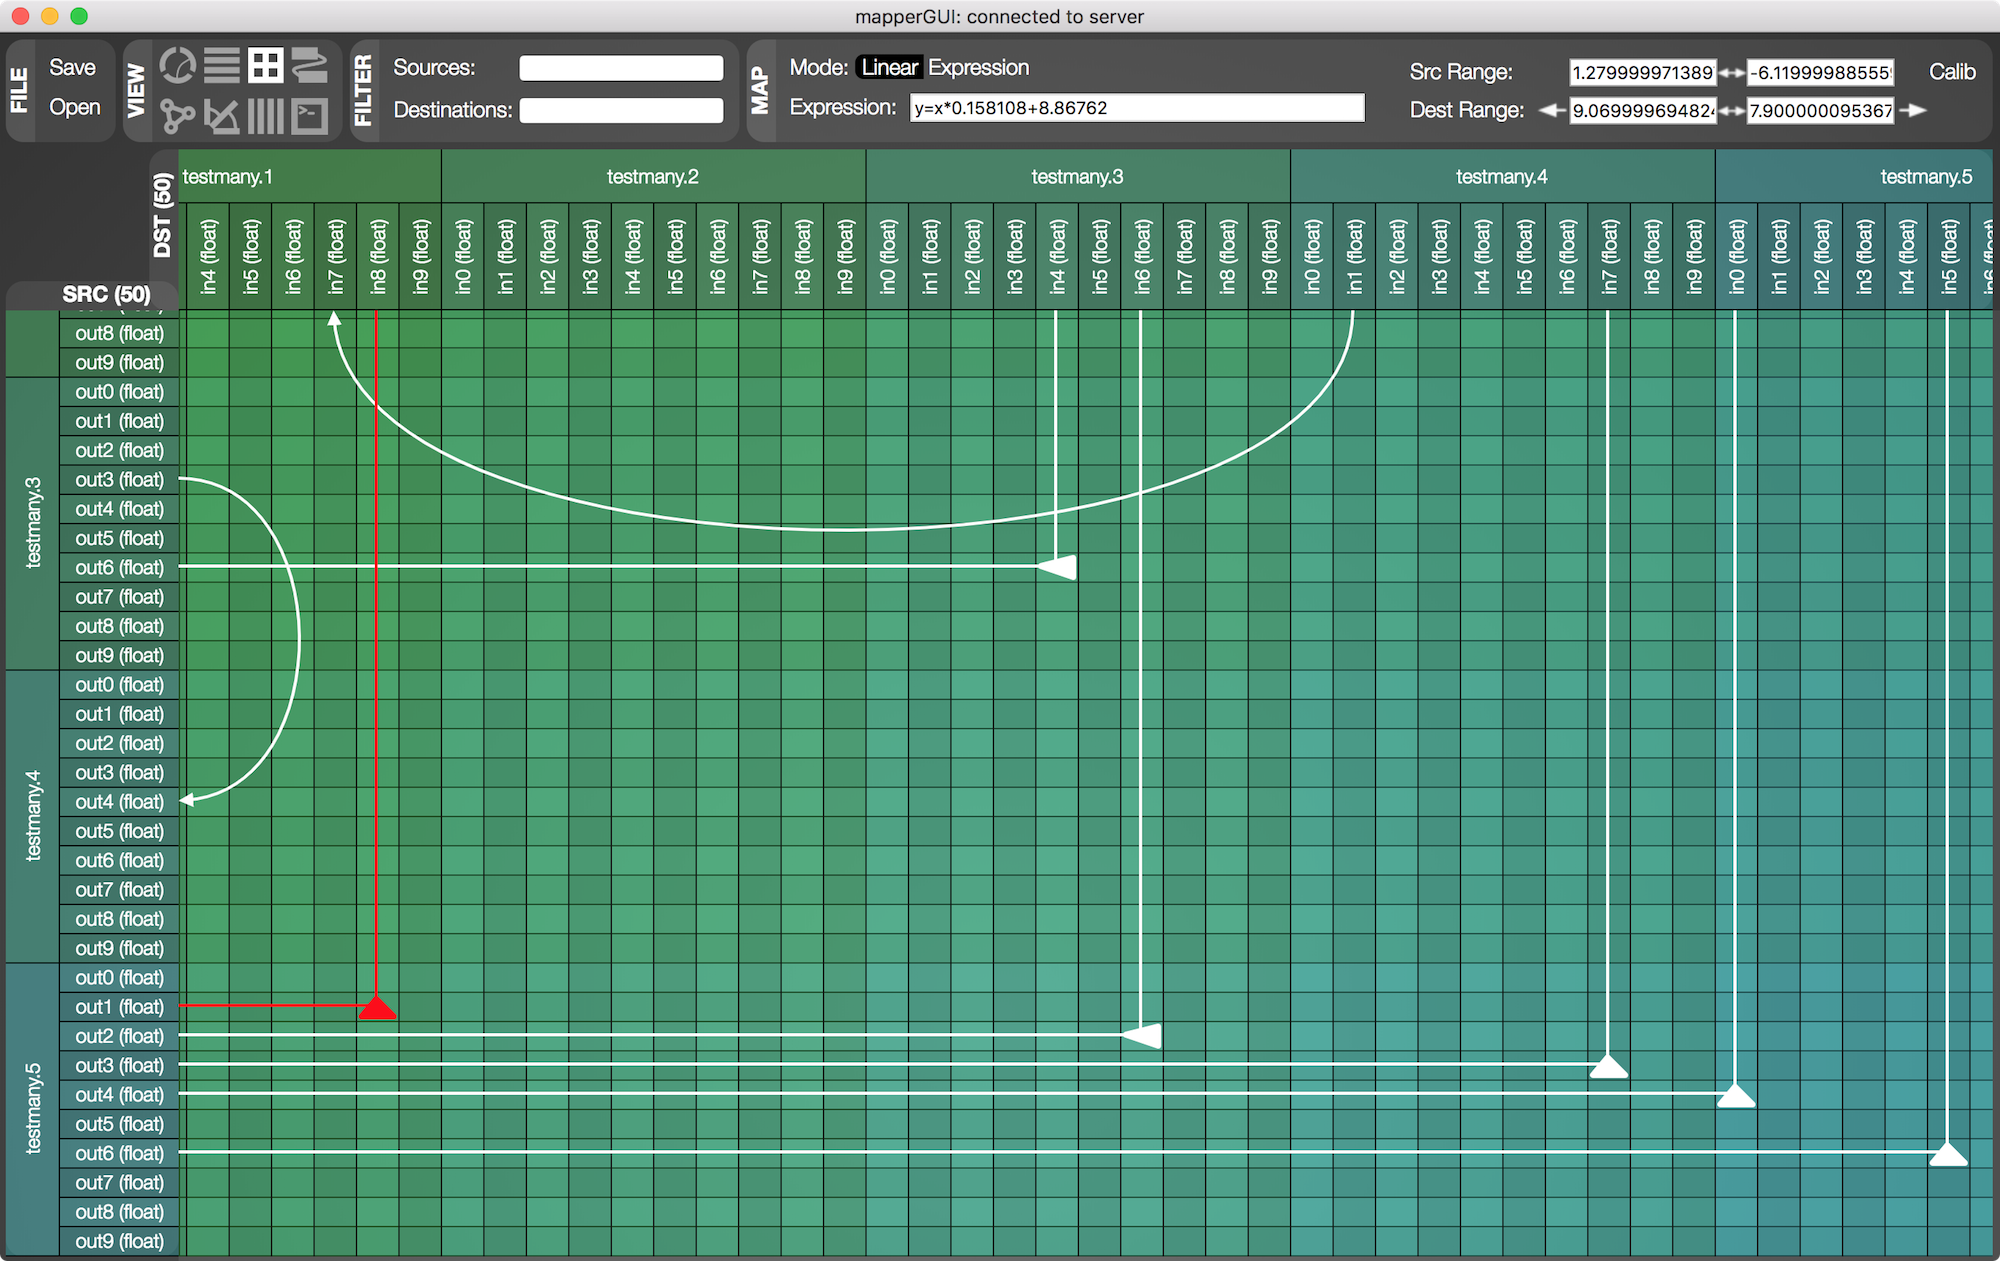 mapperGUI: connected to server
FILE
Save
Open
VIEW
FILTER
Sources:
Destinations:
MAP
Mode: Linear Expression
Expression: y=x*0.158108+8.86762
Src Range: 1.27999997138 -6.1199998855 Calib
Dest Range: 9.06999969482 7.900000095367
DST (50)
SRC (50)
testmany.1
testmany.2
testmany.3
testmany.4
testmany.5
in4 (float)
in5 (float)
in6 (float)
in7 (float)
in8 (float)
in9 (float)
in0 (float)
in1 (float)
in2 (float)
in3 (float)
in4 (float)
in5 (float)
in6 (float)
in7 (float)
in8 (float)
in9 (float)
in0 (float)
in1 (float)
in2 (float)
in3 (float)
in4 (float)
in5 (float)
in6 (float)
in7 (float)
in8 (float)
in9 (float)
in0 (float)
in1 (float)
in2 (float)
in3 (float)
in4 (float)
in5 (float)
in6 (float)
in7 (float)
in8 (float)
in9 (float)
in0 (float)
in1 (float)
in2 (float)
in3 (float)
in4 (float)
in5 (float)
in6 (float)
out8 (float)
out9 (float)
testmany.3
out0 (float)
out1 (float)
out2 (float)
out3 (float)
out4 (float)
out5 (float)
out6 (float)
out7 (float)
out8 (float)
out9 (float)
testmany.4
out0 (float)
out1 (float)
out2 (float)
out3 (float)
out4 (float)
out5 (float)
out6 (float)
out7 (float)
out8 (float)
out9 (float)
testmany.5
out0 (float)
out1 (float)
out2 (float)
out3 (float)
out4 (float)
out5 (float)
out6 (float)
out7 (float)
out8 (float)
out9 (float)